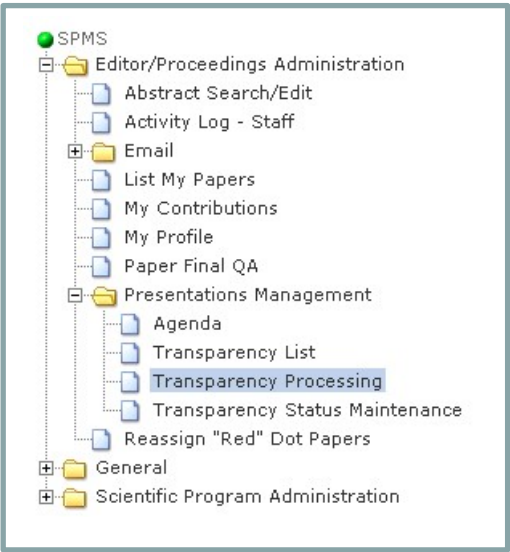 SPMS
Editor/Proceedings Administration
Abstract Search/Edit
Activity Log - Staff
Email
List My Papers
My Contributions
My Profile
Paper Final QA
Presentations Management
Agenda
Transparency List
Transparency Processing
Transparency Status Maintenance
Reassign "Red" Dot Papers
General
Scientific Program Administration